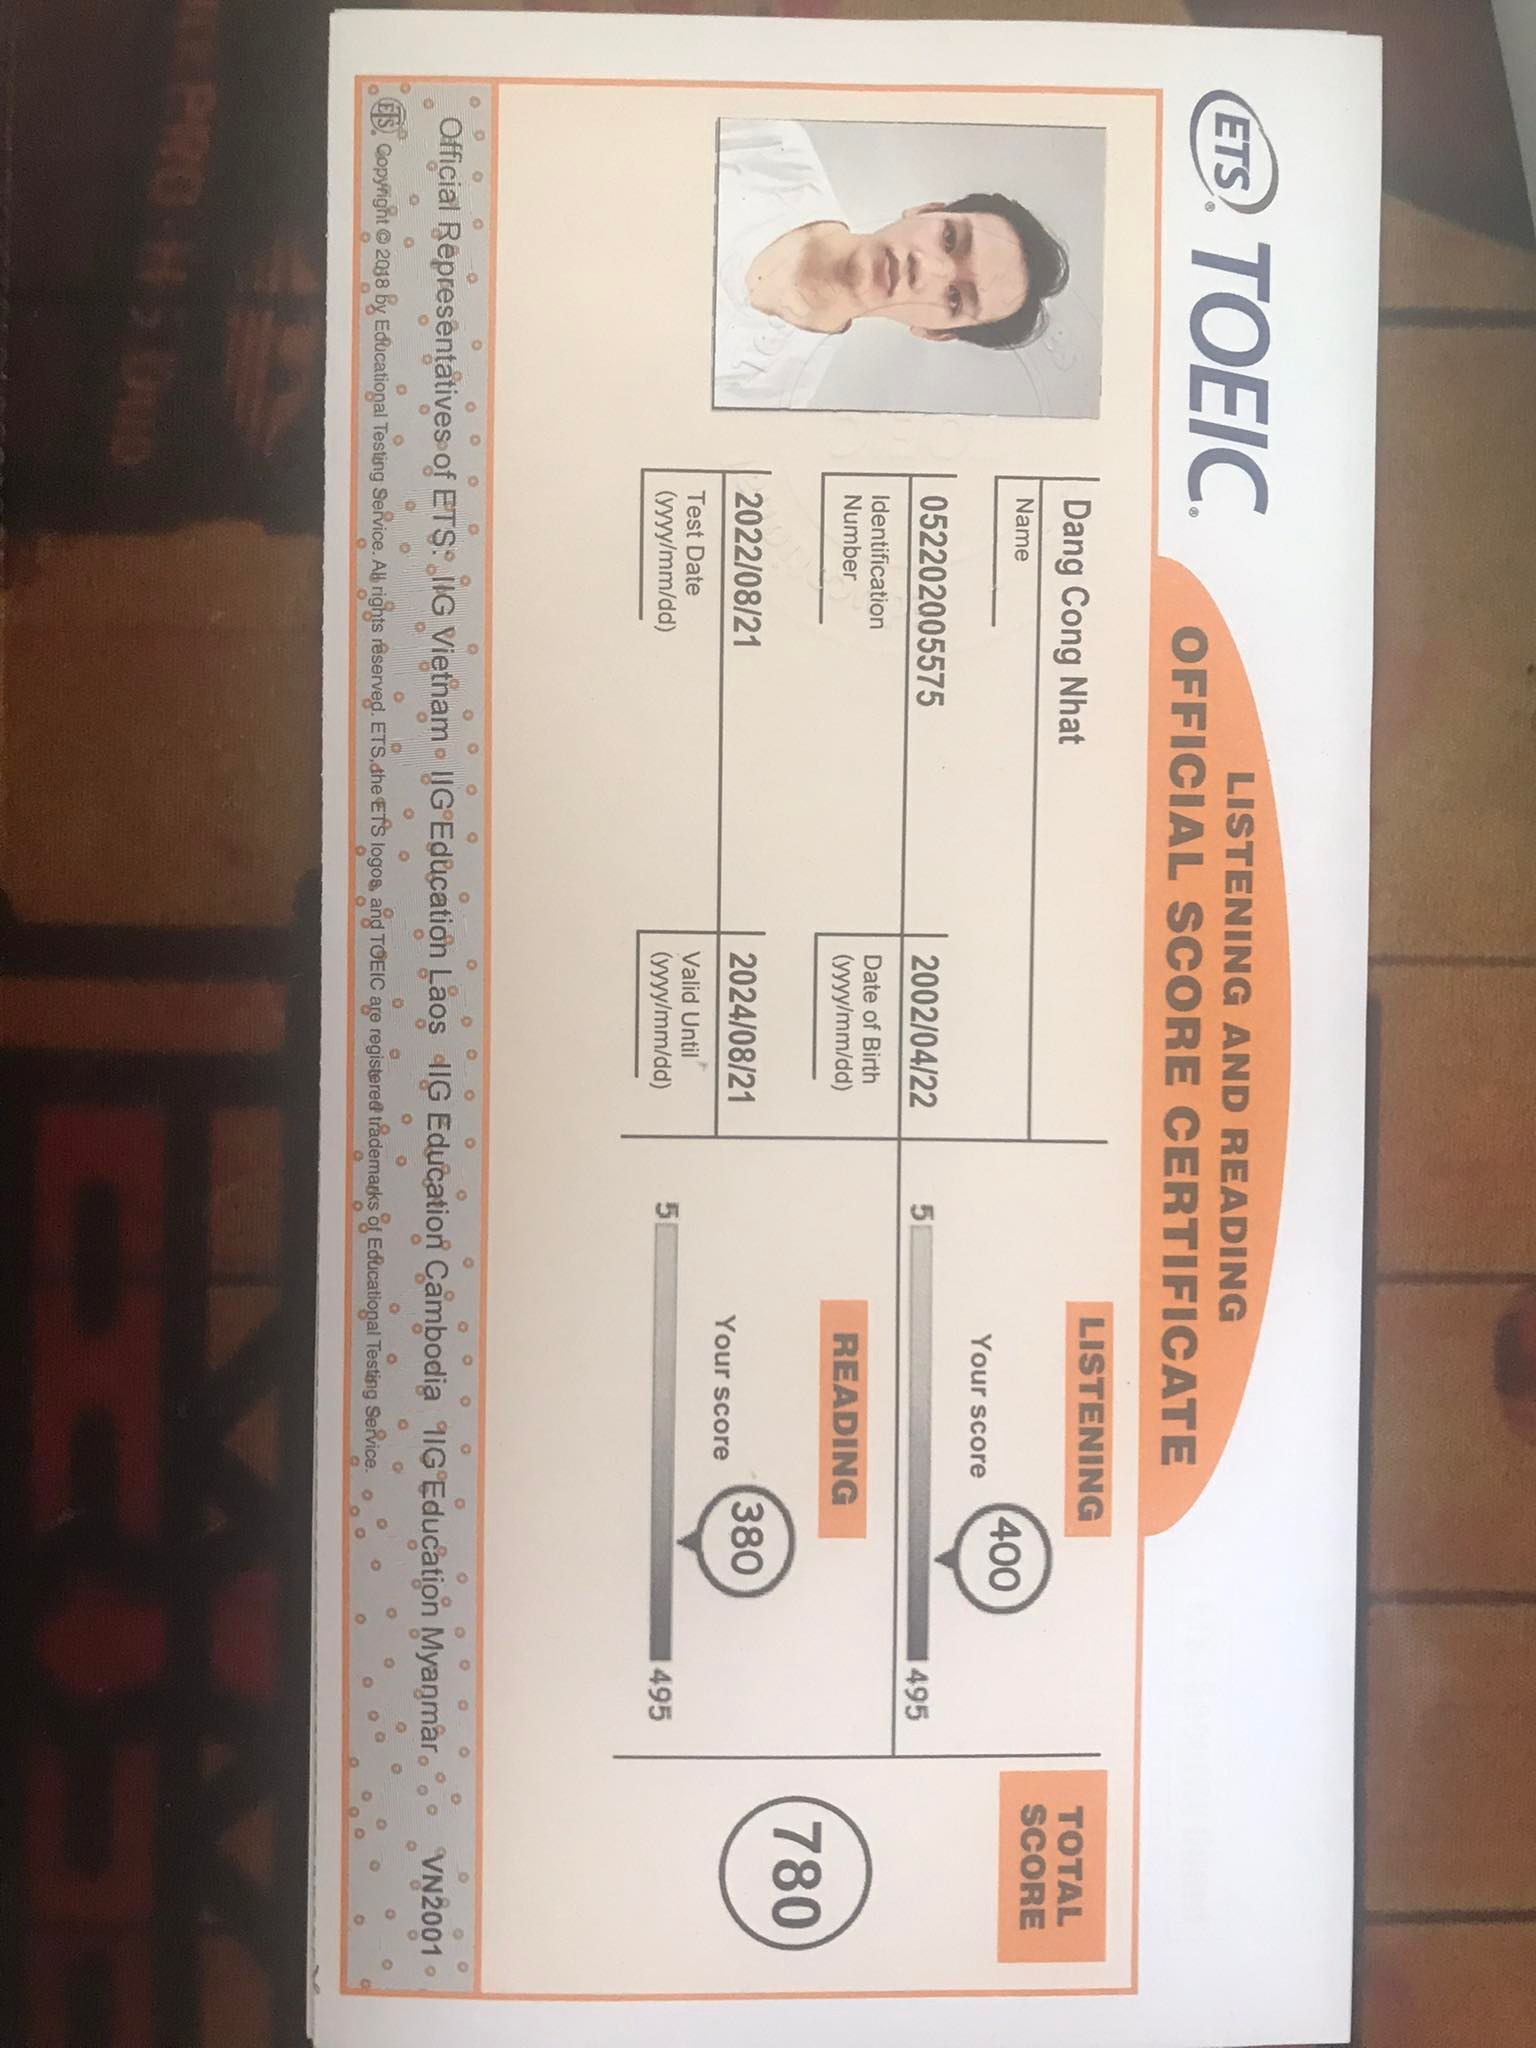 ETS® TOEIC®
LISTENING AND READING
OFFICIAL SCORE CERTIFICATE
Dang Cong Nhat
Name
052202005575
Identification
Number
2002/04/22
Date of Birth
(yyyy/mm/dd)
2022/08/21
Test Date
(yyyy/mm/dd)
2024/08/21
Valid Until
(yyyy/mm/dd)
LISTENING
Your score 400
5 495
READING
Your score 380
5 495
TOTAL
SCORE
780
Official Representatives of ETS: IIG Vietnam IIG Education Laos IIG Education Cambodia IIG Education Myanmar VN2001
ETS® Copyright © 2018 by Educational Testing Service. All rights reserved. ETS, the ETS logos, and TOEIC are registered trademarks of Educational Testing Service.